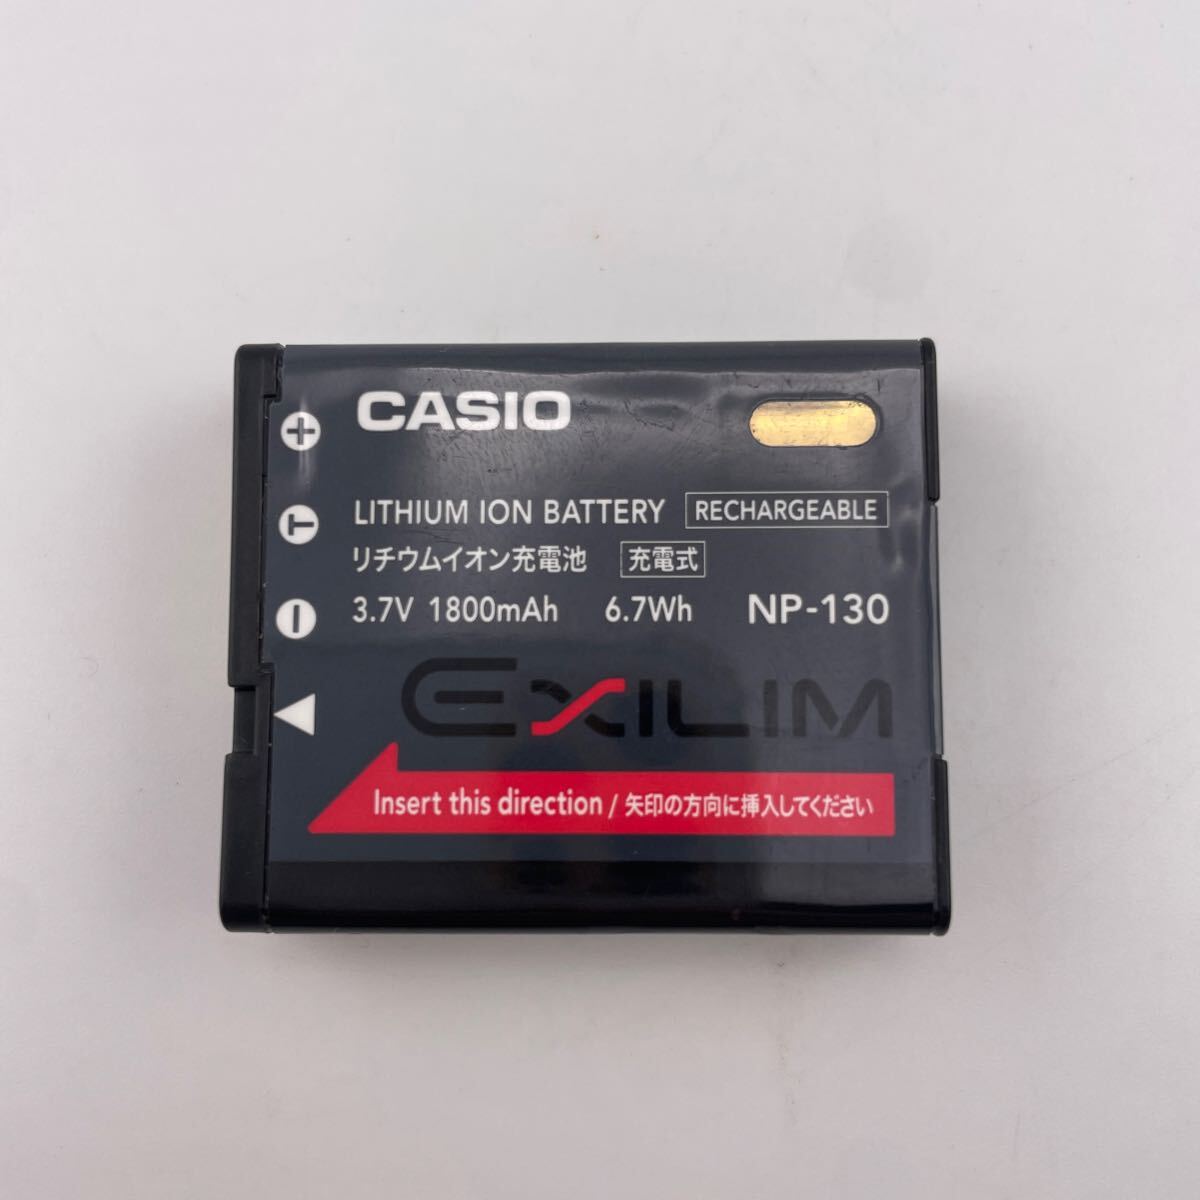 CASIO
LITHIUM ION BATTERY RECHARGEABLE
リチウムイオン充電池 充電式
3.7V 1800mAh 6.7Wh NP-130
EXILIM
Insert this direction / 矢印の方向に挿入してください
+
T
−